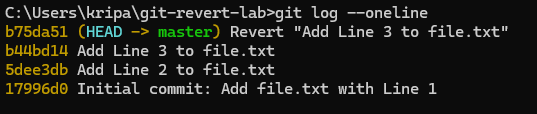 C:\Users\kripa\git-revert-lab>git log --oneline
b75da51 (HEAD -> master) Revert "Add Line 3 to file.txt"
b44bd14 Add Line 3 to file.txt
5dee3db Add Line 2 to file.txt
17996d0 Initial commit: Add file.txt with Line 1